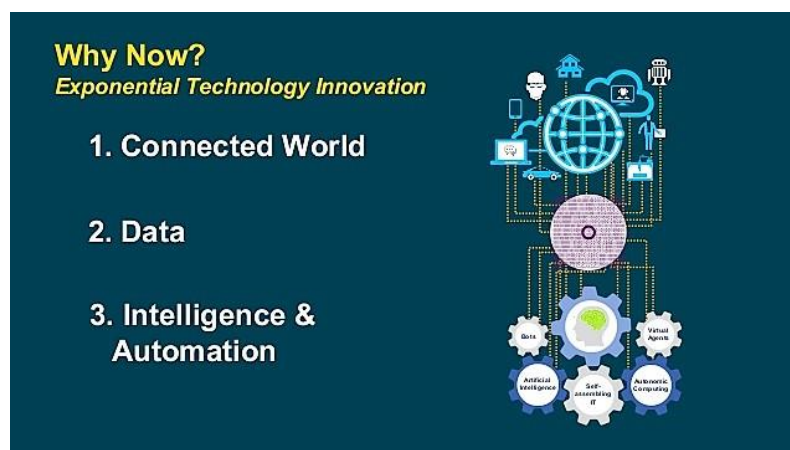 Why Now?
Exponential Technology Innovation
1. Connected World
2. Data
3. Intelligence &
Automation
Bots
Virtual
Agents
Artificial
Intelligence
Self-
assembling
IT
Autonomic
Computing